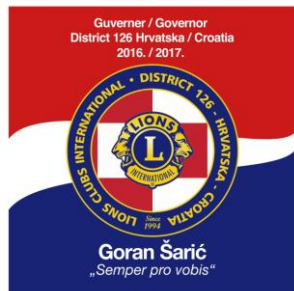 Guverner / Governor
District 126 Hrvatska / Croatia
2016. / 2017.
LIONS CLUBS INTERNATIONAL • DISTRICT 126 - HRVATSKA - CROATIA
LIONS
L
INTERNATIONAL
Since
1994
Goran Šarić
„Semper pro vobis“